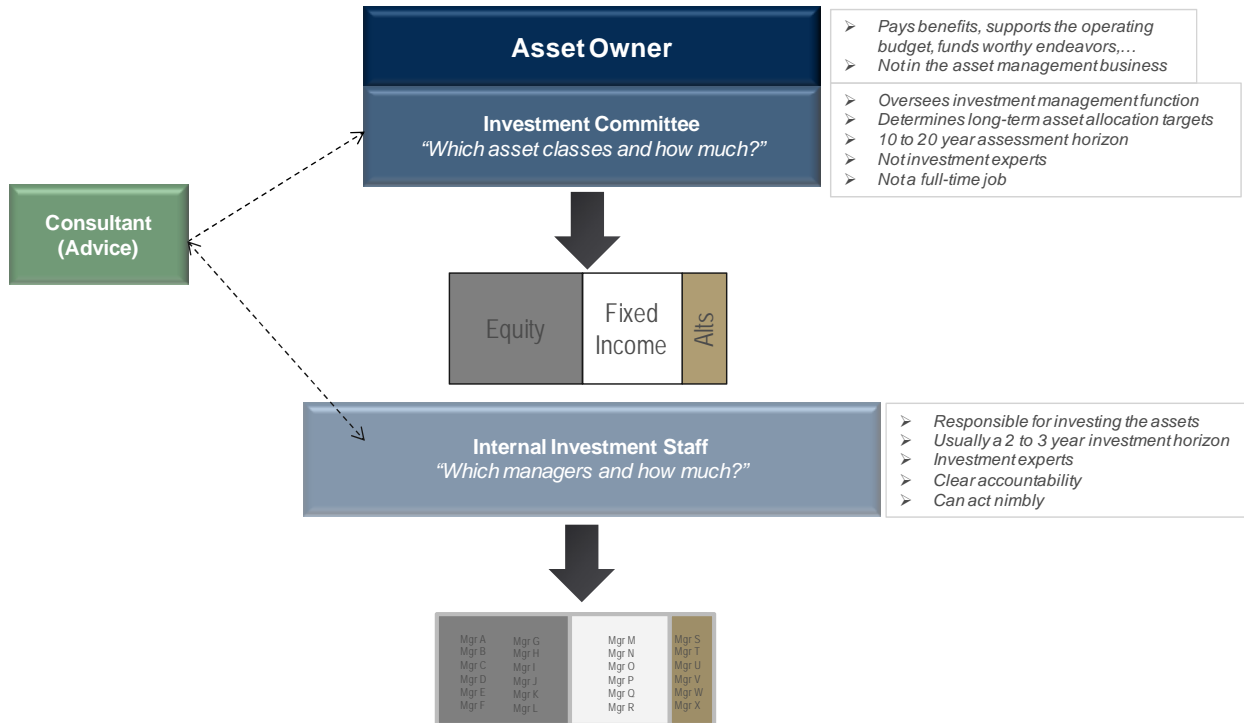 Asset Owner
➢ Pays benefits, supports the operating
budget, funds worthy endeavors,…
➢ Not in the asset management business
Investment Committee
“Which asset classes and how much?”
➢ Oversees investment management function
➢ Determines long-term asset allocation targets
➢ 10 to 20 year assessment horizon
➢ Not investment experts
➢ Not a full-time job
Consultant
(Advice)
Equity
Fixed
Income
Alts
Internal Investment Staff
“Which managers and how much?”
➢ Responsible for investing the assets
➢ Usually a 2 to 3 year investment horizon
➢ Investment experts
➢ Clear accountability
➢ Can act nimbly
Mgr A
Mgr B
Mgr C
Mgr D
Mgr E
Mgr F
Mgr G
Mgr H
Mgr I
Mgr J
Mgr K
Mgr L
Mgr M
Mgr N
Mgr O
Mgr P
Mgr Q
Mgr R
Mgr S
Mgr T
Mgr U
Mgr V
Mgr W
Mgr X